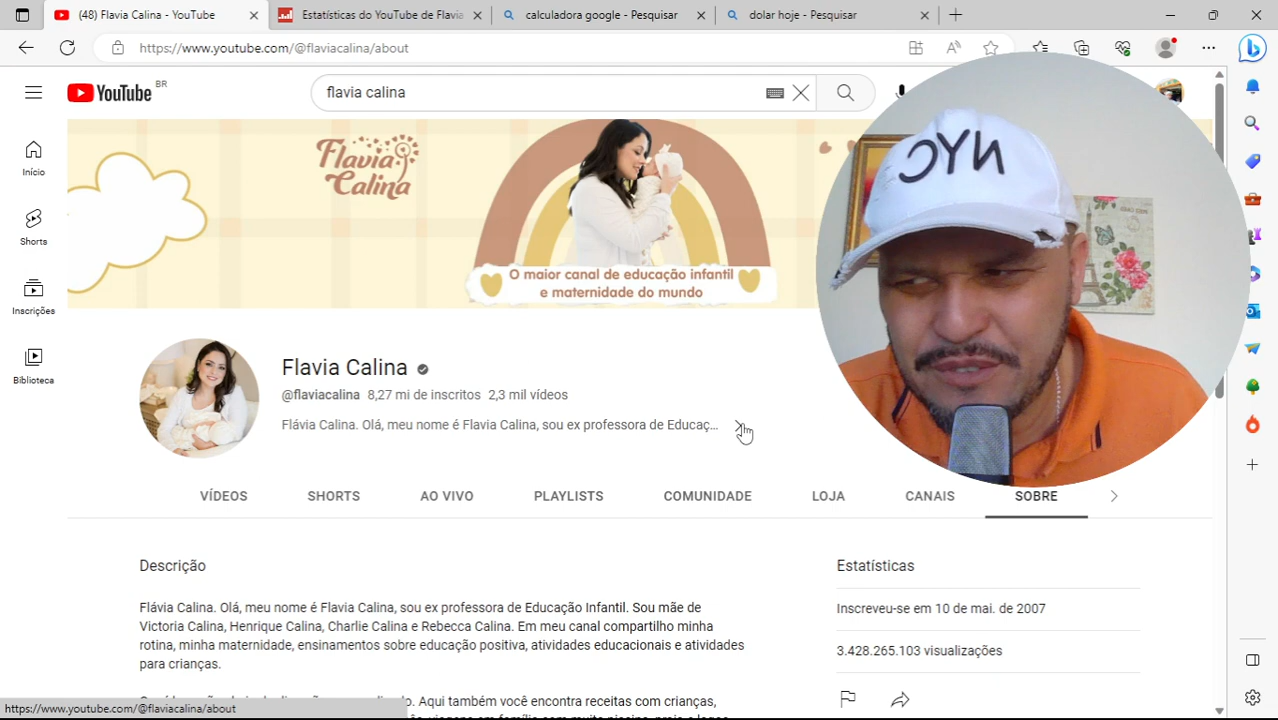 (48) Flavia Calina - YouTube
Estatísticas do YouTube de Flavia
calculadora google - Pesquisar
dolar hoje - Pesquisar
https://www.youtube.com/@flaviacalina/about
YouTube BR
flavia calina
Início
Shorts
Inscrições
Biblioteca
Flavia
Calina
O maior canal de educação infantil
e maternidade do mundo
NYC
Flavia Calina
@flaviacalina 8,27 mi de inscritos 2,3 mil vídeos
Flávia Calina. Olá, meu nome é Flavia Calina, sou ex professora de Educaç...
VÍDEOS SHORTS AO VIVO PLAYLISTS COMUNIDADE LOJA CANAIS SOBRE
Descrição
Flávia Calina. Olá, meu nome é Flavia Calina, sou ex professora de Educação Infantil. Sou mãe de
Victoria Calina, Henrique Calina, Charlie Calina e Rebecca Calina. Em meu canal compartilho minha
rotina, minha maternidade, ensinamentos sobre educação positiva, atividades educacionais e atividades
para crianças.
Aqui também você encontra receitas com crianças,
Estatísticas
Inscreveu-se em 10 de mai. de 2007
3.428.265.103 visualizações
https://www.youtube.com/@flaviacalina/about